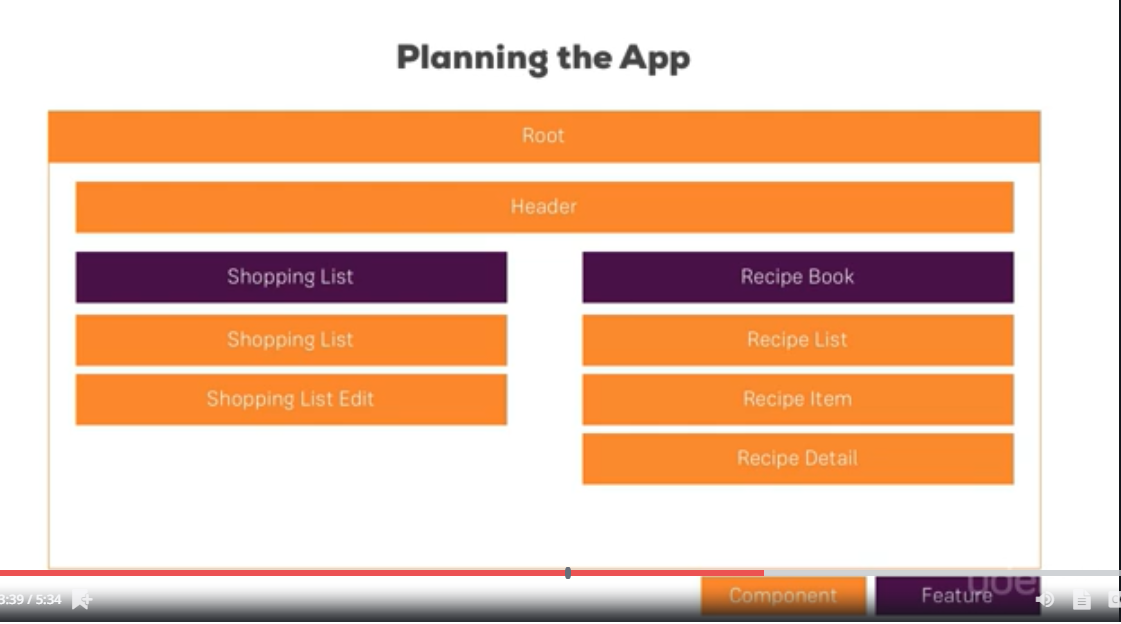 Planning the App
Root
Header
Shopping List
Recipe Book
Shopping List
Recipe List
Shopping List Edit
Recipe Item
Recipe Detail
3:39 / 5:34
Component
Feature